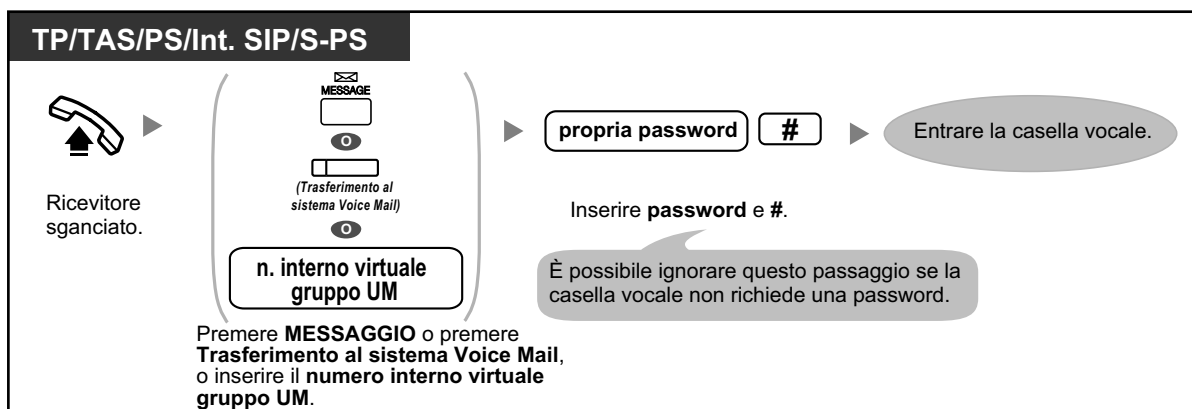 TP/TAS/PS/Int. SIP/S-PS
Ricevitore
sganciato.
MESSAGE
O
(Trasferimento al
sistema Voice Mail)
O
n. interno virtuale
gruppo UM
Premere MESSAGGIO o premere
Trasferimento al sistema Voice Mail,
o inserire il numero interno virtuale
gruppo UM.
propria password #
Inserire password e #.
È possibile ignorare questo passaggio se la
casella vocale non richiede una password.
Entrare la casella vocale.